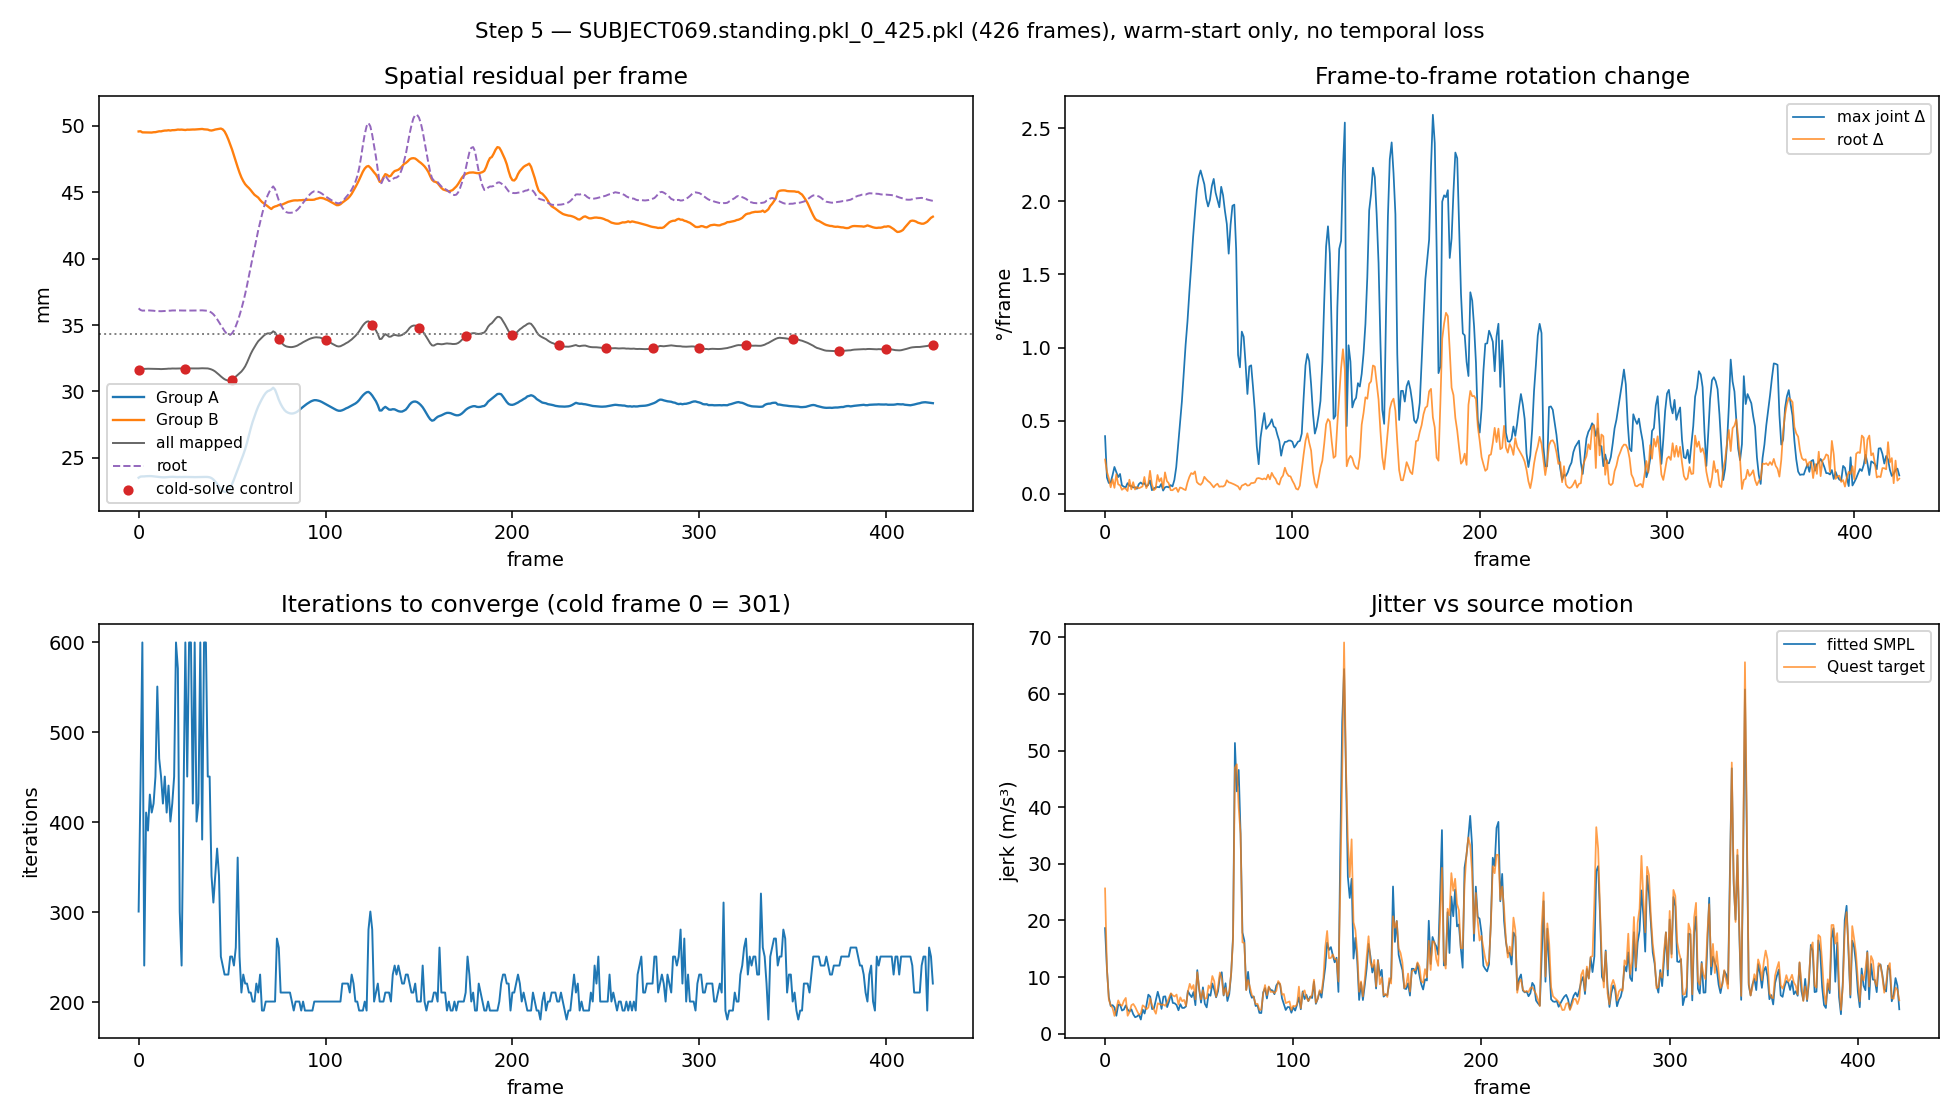 Step 5 — SUBJECT069.standing.pkl_0_425.pkl (426 frames), warm-start only, no temporal loss
Spatial residual per frame
mm
50
45
40
35
30
25
Group A
Group B
all mapped
root
cold-solve control
0
100
200
300
400
frame
Frame-to-frame rotation change
°/frame
2.5
2.0
1.5
1.0
0.5
0.0
max joint Δ
root Δ
0
100
200
300
400
frame
Iterations to converge (cold frame 0 = 301)
iterations
600
500
400
300
200
0
100
200
300
400
frame
Jitter vs source motion
jerk (m/s³)
70
60
50
40
30
20
10
0
fitted SMPL
Quest target
0
100
200
300
400
frame